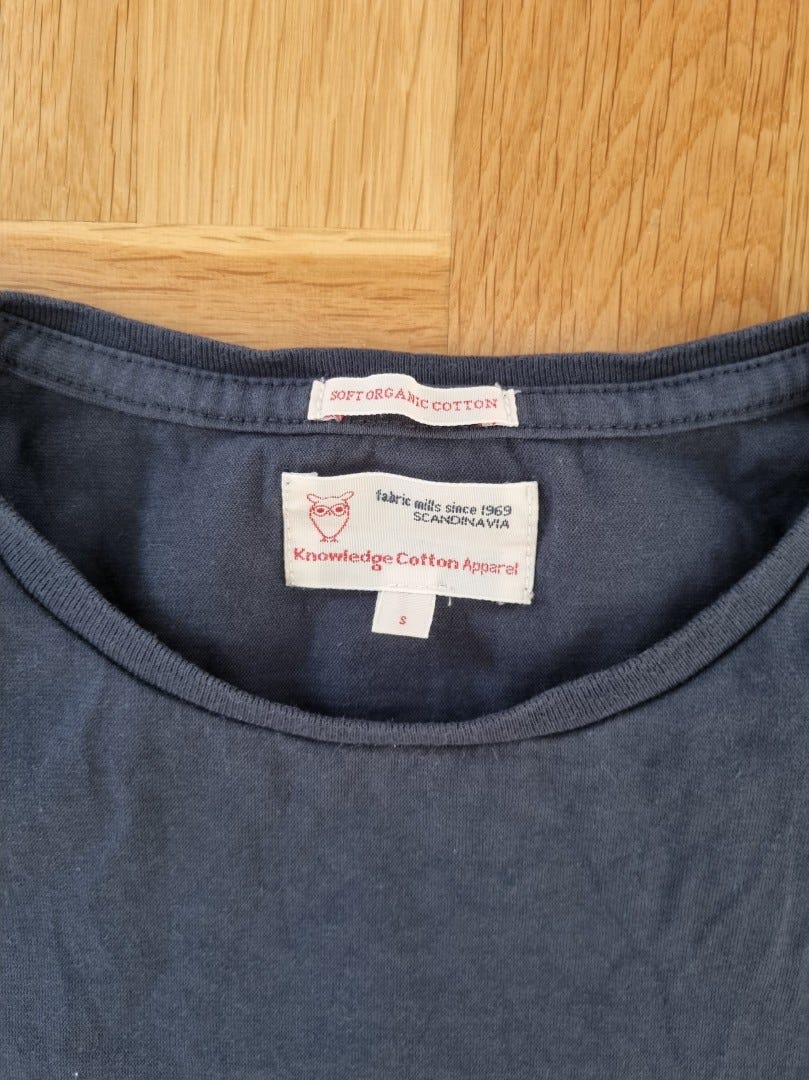 SOFT ORGANIC COTTON
fabric mills since 1969
SCANDINAVIA
Knowledge Cotton Apparel
S